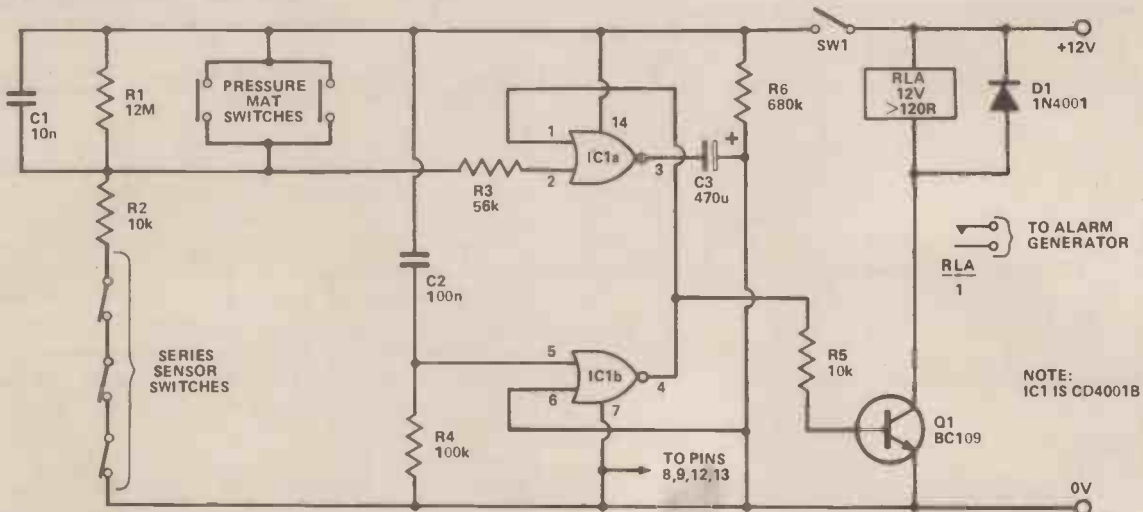 SW1
+12V
C1
10n
R1
12M
PRESSURE
MAT
SWITCHES
R6
680k
RLA
12V
>120R
D1
1N4001
1
14
IC1a
2
3
+
C3
470u
R3
56k
R2
10k
TO ALARM
GENERATOR
RLA
1
C2
100n
SERIES
SENSOR
SWITCHES
5
IC1b
6
4
7
R5
10k
NOTE:
IC1 IS CD4001B
R4
100k
Q1
BC109
TO PINS
8,9,12,13
0V